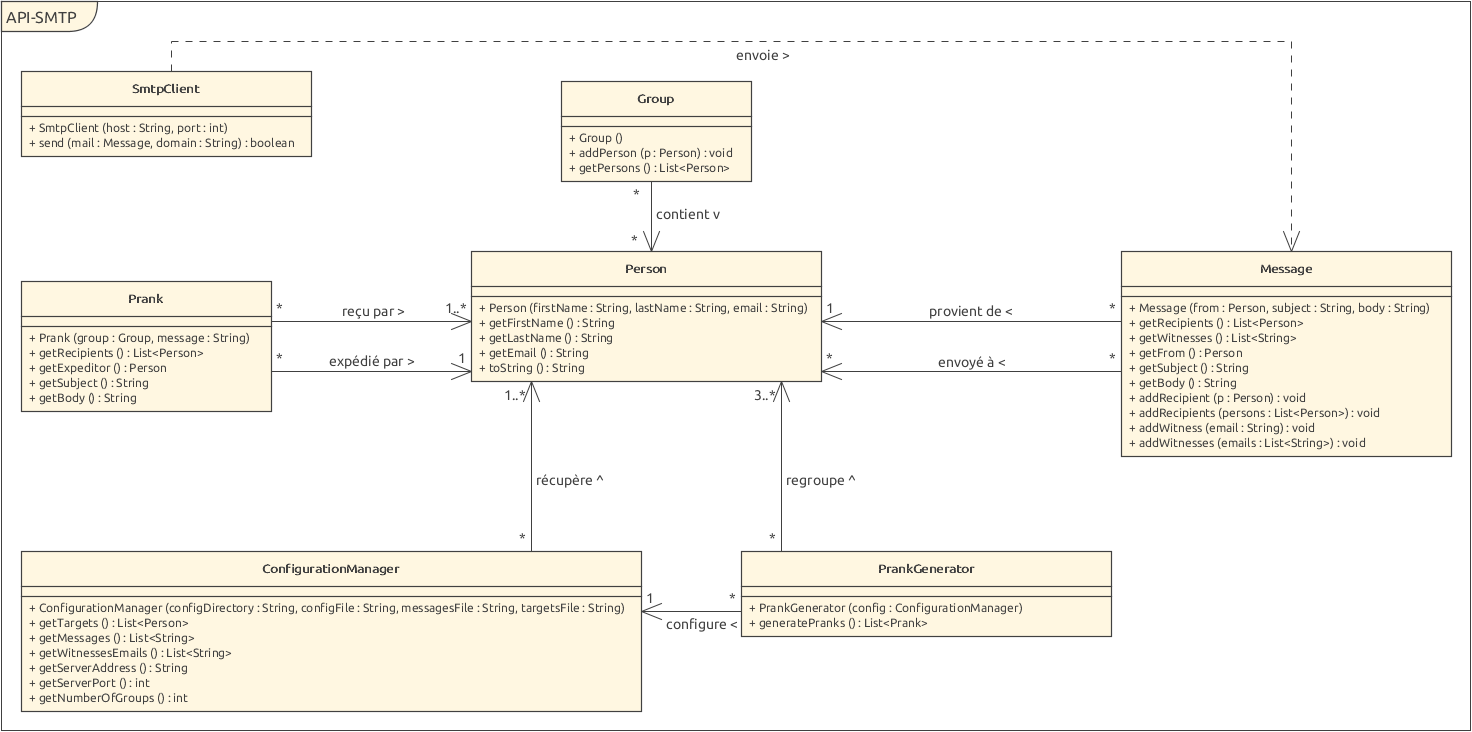 API-SMTP
envoie >
SmtpClient
+ SmtpClient (host : String, port : int)
+ send (mail : Message, domain : String) : boolean
Group
+ Group ()
+ addPerson (p : Person) : void
+ getPersons () : List<Person>
*
contient v
*
Prank
+ Prank (group : Group, message : String)
+ getRecipients () : List<Person>
+ getExpeditor () : Person
+ getSubject () : String
+ getBody () : String
*
reçu par >
1..*
*
expédié par >
1
Person
+ Person (firstName : String, lastName : String, email : String)
+ getFirstName () : String
+ getLastName () : String
+ getEmail () : String
+ toString () : String
1
provient de <
*
*
envoyé à <
*
Message
+ Message (from : Person, subject : String, body : String)
+ getRecipients () : List<Person>
+ getWitnesses () : List<String>
+ getFrom () : Person
+ getSubject () : String
+ getBody () : String
+ addRecipient (p : Person) : void
+ addRecipients (persons : List<Person>) : void
+ addWitness (email : String) : void
+ addWitnesses (emails : List<String>) : void
1..*
récupère ^
*
3..*
regroupe ^
*
ConfigurationManager
+ ConfigurationManager (configDirectory : String, configFile : String, messagesFile : String, targetsFile : String)
+ getTargets () : List<Person>
+ getMessages () : List<String>
+ getWitnessesEmails () : List<String>
+ getServerAddress () : String
+ getServerPort () : int
+ getNumberOfGroups () : int
1
*
configure <
PrankGenerator
+ PrankGenerator (config : ConfigurationManager)
+ generatePranks () : List<Prank>